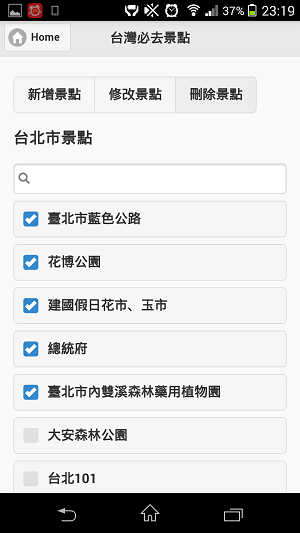 37% 23:19
Home 台灣必去景點
新增景點 修改景點 刪除景點
台北市景點
臺北市藍色公路
花博公園
建國假日花市、玉市
總統府
臺北市內雙溪森林藥用植物園
大安森林公園
台北101